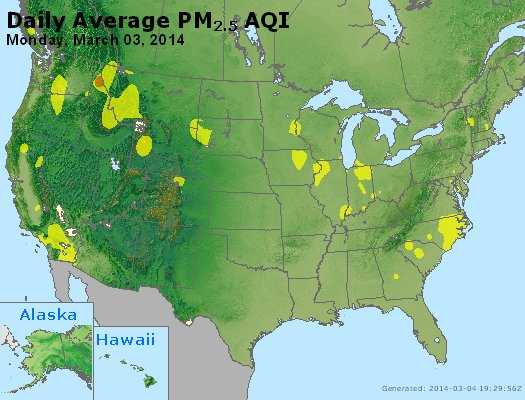 Daily Average PM2.5 AQI
Monday, March 03, 2014
Alaska
Hawaii
Generated: 2014-03-04 19:29:56Z